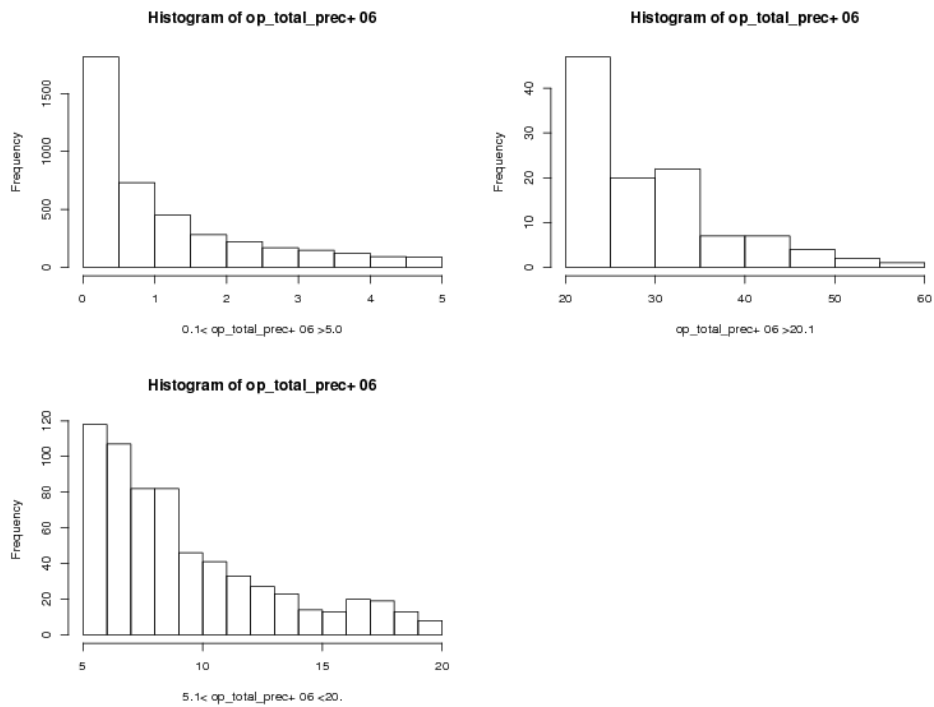 Histogram of op_total_prec+ 06
Frequency
0 500 1000 1500
0 1 2 3 4 5
0.1< op_total_prec+ 06 >5.0
Histogram of op_total_prec+ 06
Frequency
0 10 20 30 40
20 30 40 50 60
op_total_prec+ 06 >20.1
Histogram of op_total_prec+ 06
Frequency
0 20 40 60 80 100 120
5 10 15 20
5.1< op_total_prec+ 06 <20.